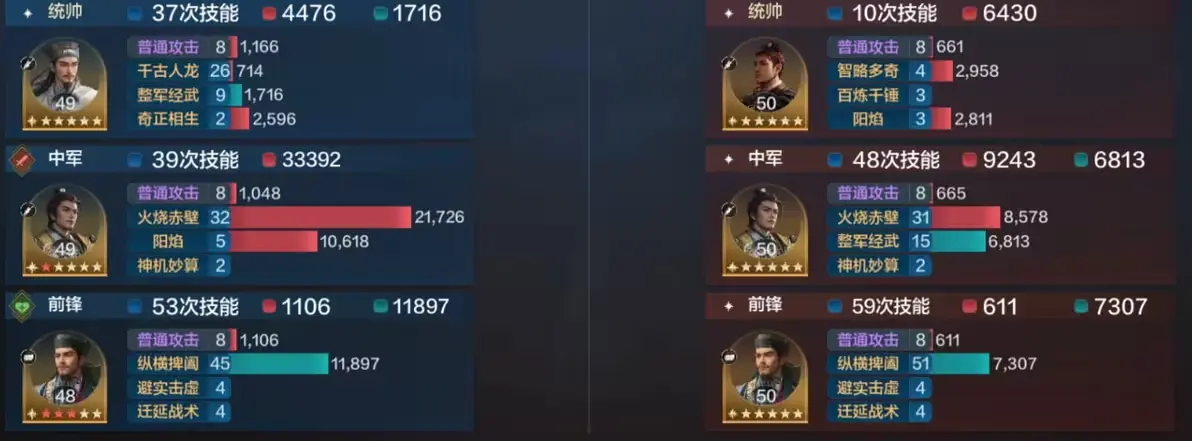 统帅 37次技能 4476 1716
普通攻击 8 1,166
千古人龙 26 714
整军经武 9 1,716
奇正相生 2 2,596
49
中军 39次技能 33392
普通攻击 8 1,048
火烧赤壁 32 21,726
阳焰 5 10,618
神机妙算 2
49
前锋 53次技能 1106 11897
普通攻击 8 1,106
纵横捭阖 45 11,897
避实击虚 4
迁延战术 4
48
统帅 10次技能 6430
普通攻击 8 661
智略多奇 4 2,958
百炼千锤 3
阳焰 3 2,811
50
中军 48次技能 9243 6813
普通攻击 8 665
火烧赤壁 31 8,578
整军经武 15 6,813
神机妙算 2
50
前锋 59次技能 611 7307
普通攻击 8 611
纵横捭阖 51 7,307
避实击虚 4
迁延战术 4
50